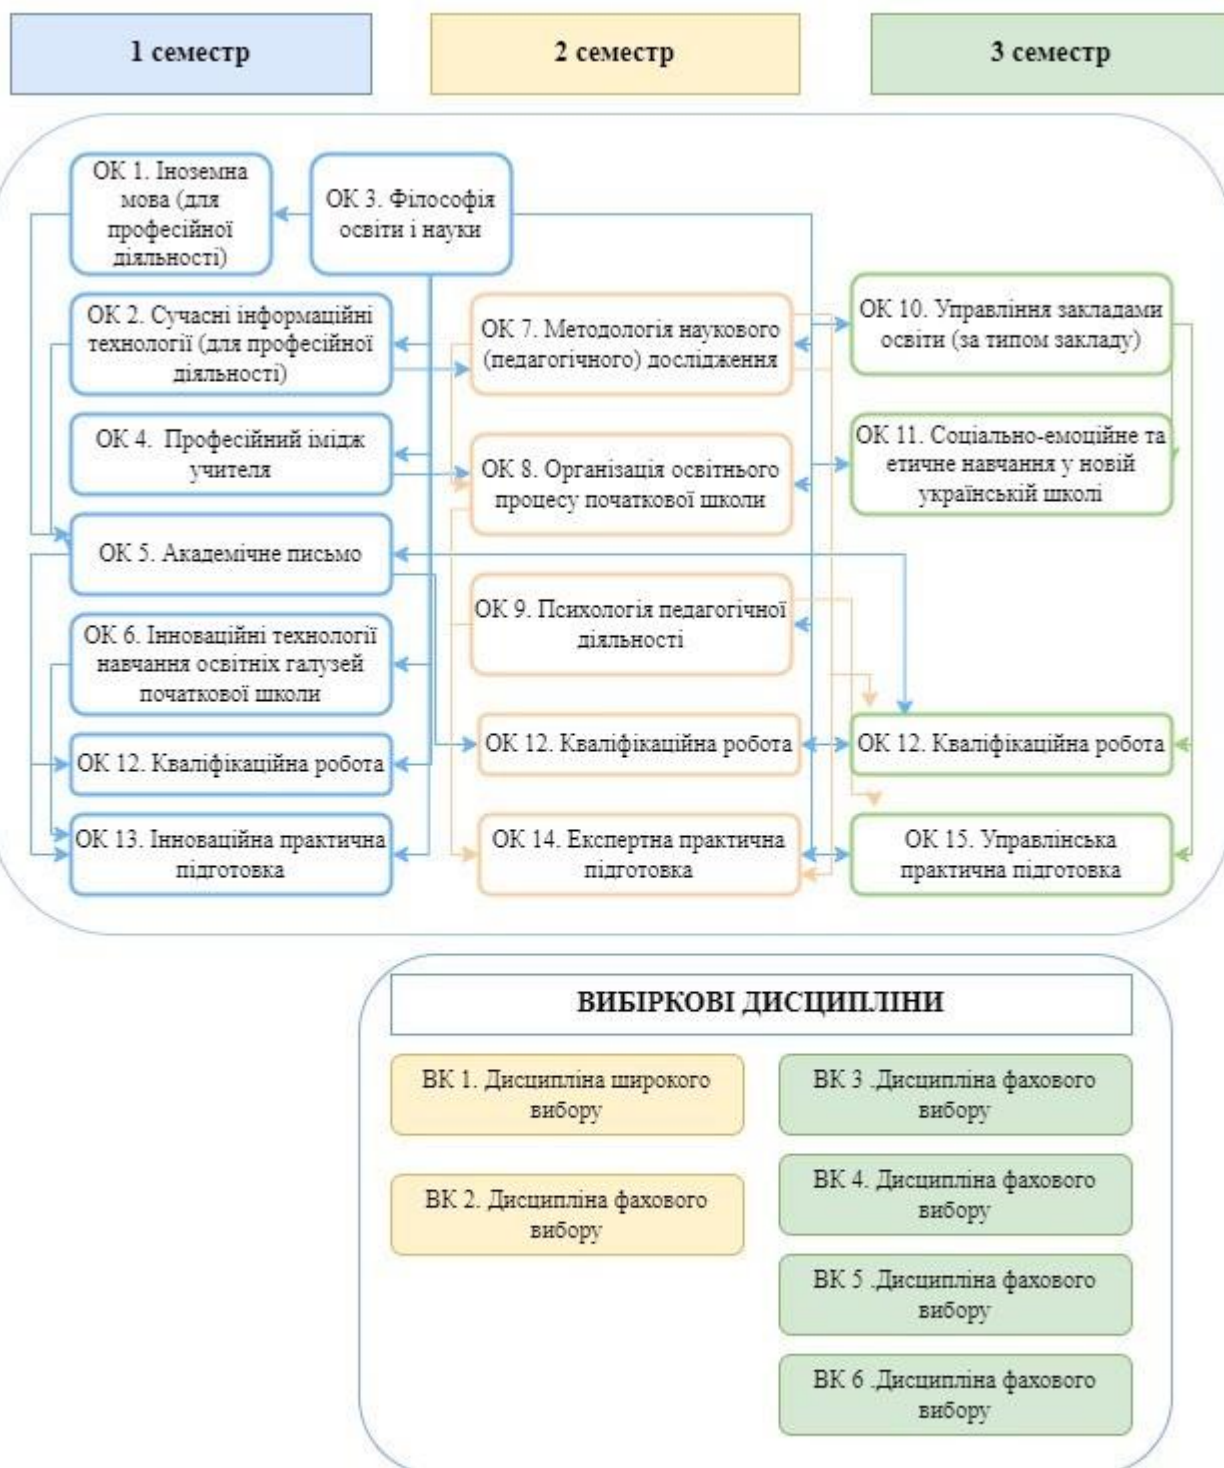 1 семестр
2 семестр
3 семестр
ОК 1. Іноземна
мова (для
професійної
діяльності)
ОК 3. Філософія
освіти і науки
ОК 2. Сучасні інформаційні
технології (для професійної
діяльності)
ОК 7. Методологія наукового
(педагогічного) дослідження
ОК 10. Управління закладами
освіти (за типом закладу)
ОК 4. Професійний імідж
учителя
ОК 8. Організація освітнього
процесу початкової школи
ОК 11. Соціально-емоційне та
етичне навчання у новій
українській школі
ОК 5. Академічне письмо
ОК 9. Психологія педагогічної
діяльності
ОК 6. Інноваційні технології
навчання освітніх галузей
початкової школи
ОК 12. Кваліфікаційна робота
ОК 12. Кваліфікаційна робота
ОК 12. Кваліфікаційна робота
ОК 13. Інноваційна практична
підготовка
ОК 14. Експертна практична
підготовка
ОК 15. Управлінська
практична підготовка
ВИБІРКОВІ ДИСЦИПЛІНИ
ВК 1. Дисципліна широкого
вибору
ВК 3 .Дисципліна фахового
вибору
ВК 2. Дисципліна фахового
вибору
ВК 4. Дисципліна фахового
вибору
ВК 5 .Дисципліна фахового
вибору
ВК 6 .Дисципліна фахового
вибору